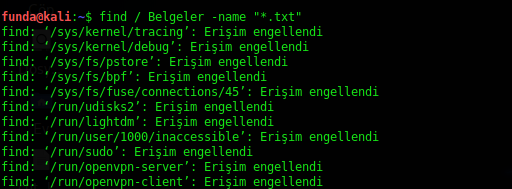 funda@kali:~$ find / Belgeler -name "*.txt"
find: ‘/sys/kernel/tracing’: Erişim engellendi
find: ‘/sys/kernel/debug’: Erişim engellendi
find: ‘/sys/fs/pstore’: Erişim engellendi
find: ‘/sys/fs/bpf’: Erişim engellendi
find: ‘/sys/fs/fuse/connections/45’: Erişim engellendi
find: ‘/run/udisks2’: Erişim engellendi
find: ‘/run/lightdm’: Erişim engellendi
find: ‘/run/user/1000/inaccessible’: Erişim engellendi
find: ‘/run/sudo’: Erişim engellendi
find: ‘/run/openvpn-server’: Erişim engellendi
find: ‘/run/openvpn-client’: Erişim engellendi